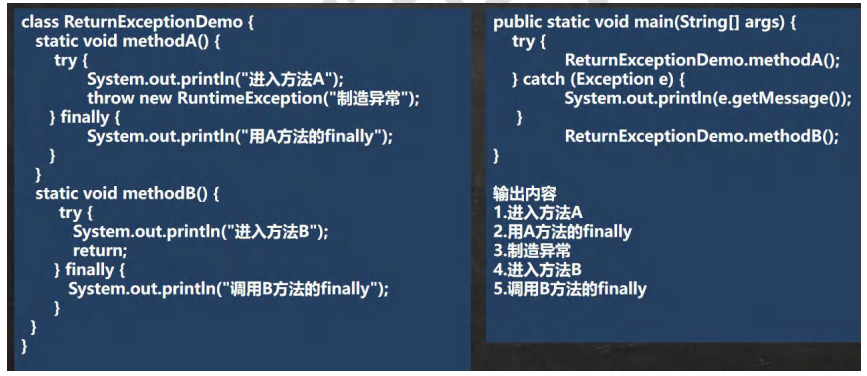 class ReturnExceptionDemo {
static void methodA() {
try {
System.out.println("进入方法A");
throw new RuntimeException("制造异常");
} finally {
System.out.println("用A方法的finally");
}
}
static void methodB() {
try {
System.out.println("进入方法B");
return;
} finally {
System.out.println("调用B方法的finally");
}
}
}
public static void main(String[] args) {
try {
ReturnExceptionDemo.methodA();
} catch (Exception e) {
System.out.println(e.getMessage());
}
ReturnExceptionDemo.methodB();
}
输出内容
1.进入方法A
2.用A方法的finally
3.制造异常
4.进入方法B
5.调用B方法的finally